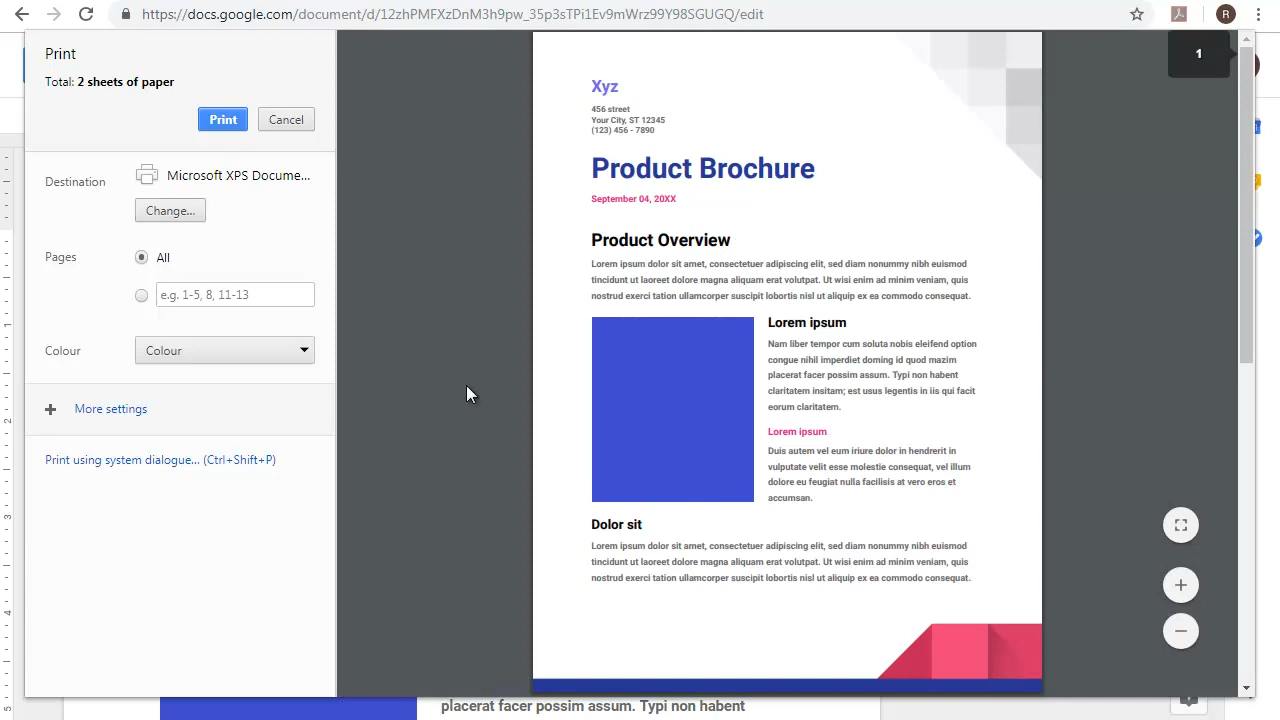 https://docs.google.com/document/d/12zhPMFXzDnM3h9pw_35p3sTPi1Ev9mWrz99Y98SGUGQ/edit
R
Print
Total: 2 sheets of paper
Print
Cancel
Destination
Microsoft XPS Docume...
Change...
Pages
All
e.g. 1-5, 8, 11-13
Colour
Colour
More settings
Print using system dialogue... (Ctrl+Shift+P)
1
Xyz
456 street
Your City, ST 12345
(123) 456 - 7890
Product Brochure
September 04, 20XX
Product Overview
Lorem ipsum dolor sit amet, consectetuer adipiscing elit, sed diam nonummy nibh euismod
tincidunt ut laoreet dolore magna aliquam erat volutpat. Ut wisi enim ad minim veniam, quis
nostrud exerci tation ullamcorper suscipit lobortis nisl ut aliquip ex ea commodo consequat.
Lorem ipsum
Nam liber tempor cum soluta nobis eleifend option
congue nihil imperdiet doming id quod mazim
placerat facer possim assum. Typi non habent
claritatem insitam; est usus legentis in iis qui facit
eorum claritatem.
Lorem ipsum
Duis autem vel eum iriure dolor in hendrerit in
vulputate velit esse molestie consequat, vel illum
dolore eu feugiat nulla facilisis at vero eros et
accumsan.
Dolor sit
Lorem ipsum dolor sit amet, consectetuer adipiscing elit, sed diam nonummy nibh euismod
tincidunt ut laoreet dolore magna aliquam erat volutpat. Ut wisi enim ad minim veniam, quis
nostrud exerci tation ullamcorper suscipit lobortis nisl ut aliquip ex ea commodo consequat.
1
2
3
4
5
placerat facer possim assum. Typi non habent